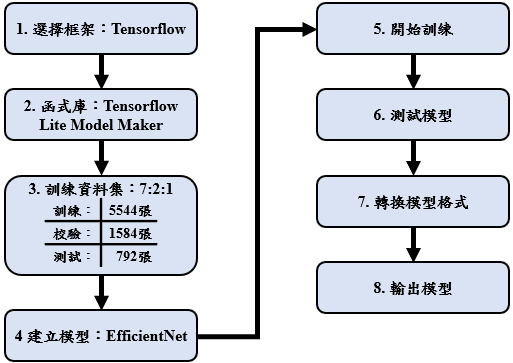 1. 選擇框架：Tensorflow
2. 函式庫：Tensorflow
Lite Model Maker
3. 訓練資料集：7:2:1
訓練： 5544張
校驗： 1584張
測試： 792張
4 建立模型：EfficientNet
5. 開始訓練
6. 測試模型
7. 轉換模型格式
8. 輸出模型